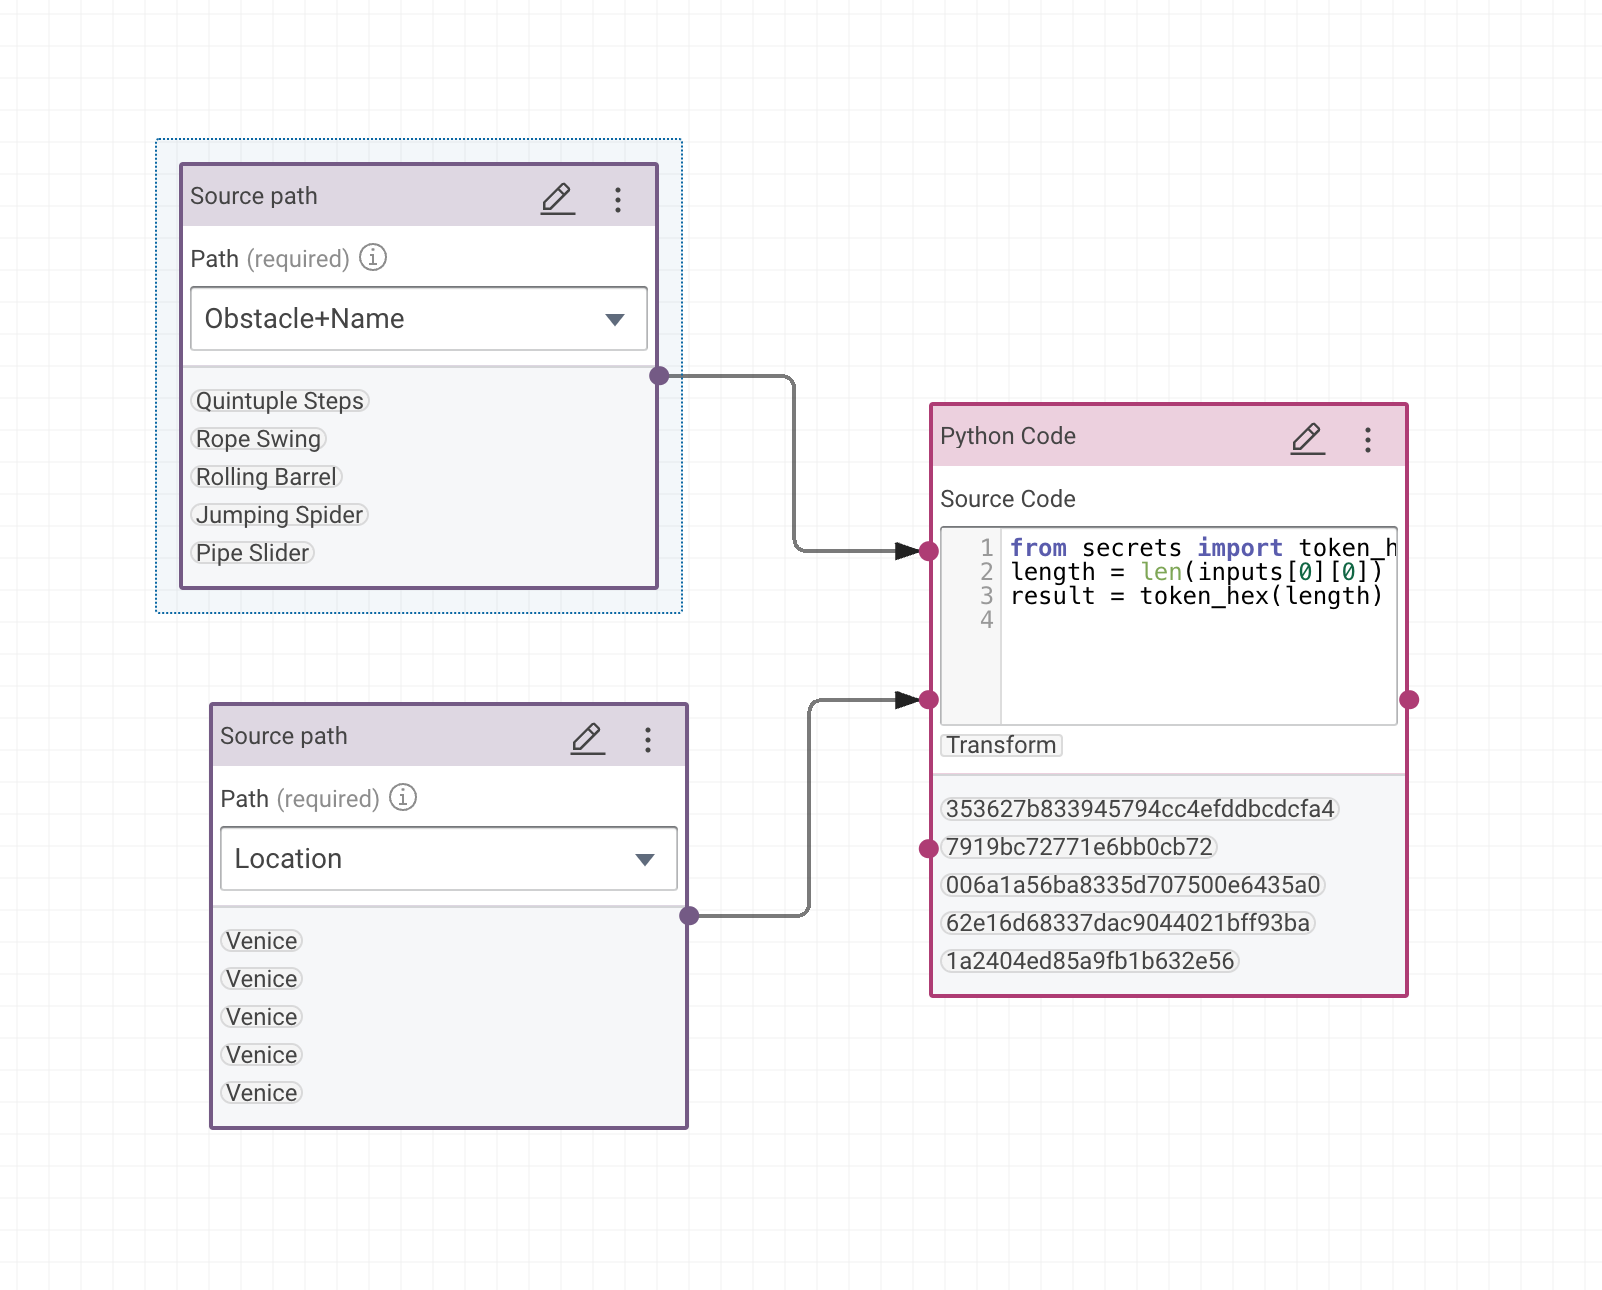 Source path
Path (required)
Obstacle+Name
Quintuple Steps
Rope Swing
Rolling Barrel
Jumping Spider
Pipe Slider
Source path
Path (required)
Location
Venice
Venice
Venice
Venice
Venice
Python Code
Source Code
1 from secrets import token_h
2 length = len(inputs[0][0])
3 result = token_hex(length)
4
Transform
353627b833945794cc4efddbcdcfa4
7919bc72771e6bb0cb72
006a1a56ba8335d707500e6435a0
62e16d68337dac9044021bff93ba
1a2404ed85a9fb1b632e56